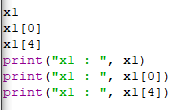 x1
x1[0]
x1[4]
print("x1 : ", x1)
print("x1 : ", x1[0])
print("x1 : ", x1[4])